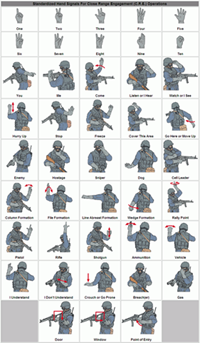 Standardized Hand Signals For Close Range Engagement (C.R.E.) Operations
One Two Three Four Five
Six Seven Eight Nine Ten
You Me Come Listen or I Hear Watch or I See
Hurry Up Stop Freeze Cover This Area Go Here or Move Up
Enemy Hostage Sniper Dog Cell Leader
Column Formation File Formation Line Abreast Formation Wedge Formation Rally Point
Pistol Rifle Shotgun Ammunition Vehicle
I Understand I Don't Understand Crouch or Go Prone Breacher Gas
Door Window Point of Entry